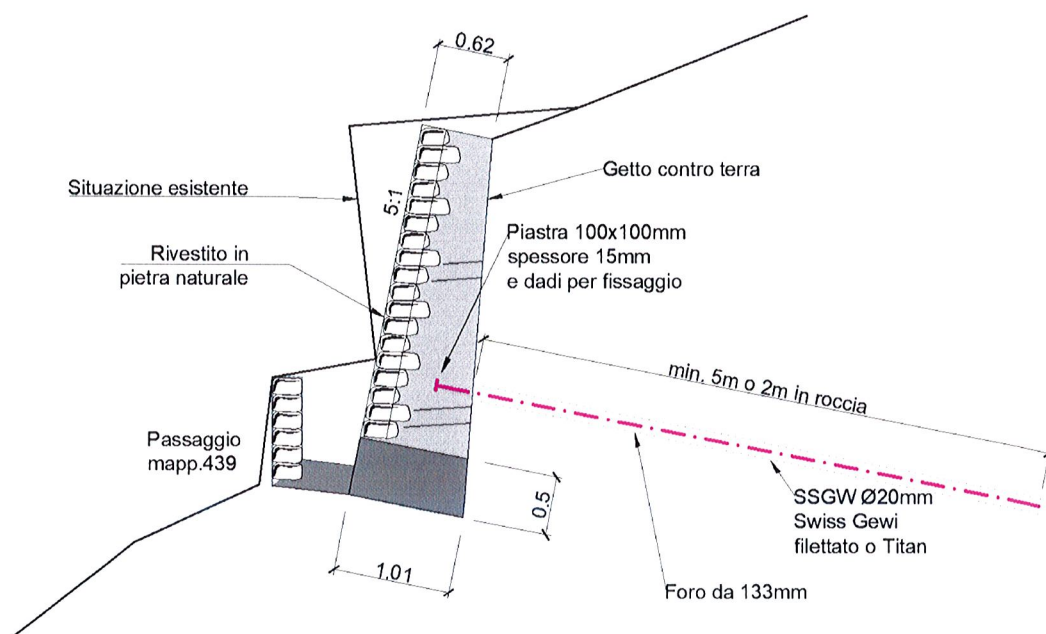 0.62
Situazione esistente
5:1
Getto contro terra
Rivestito in
pietra naturale
Piastra 100x100mm
spessore 15mm
e dadi per fissaggio
min. 5m o 2m in roccia
Passaggio
mapp.439
0.5
SSGW Ø20mm
Swiss Gewi
filettato o Titan
1.01
Foro da 133mm